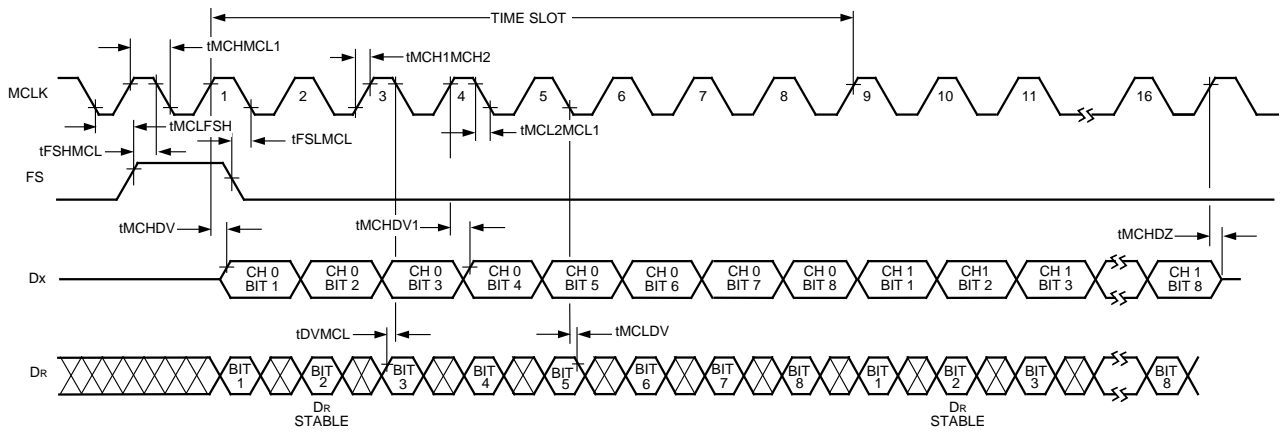 TIME SLOT
tMCHMCL1
tMCH1MCH2
MCLK
1 2 3 4 5 6 7 8 9 10 11 16
tMCLFSH
tFSLMCL
tMCL2MCL1
tFSHMCL
FS
tMCHDV
tMCHDV1
tMCHDZ
DX
CH 0 CH 0 CH 0 CH 0 CH 0 CH 0 CH 0 CH 0 CH 1 CH1 CH 1 CH 1
BIT 1 BIT 2 BIT 3 BIT 4 BIT 5 BIT 6 BIT 7 BIT 8 BIT 1 BIT 2 BIT 3 BIT 8
tDVMCL
tMCLDV
DR
BIT BIT BIT BIT BIT BIT BIT BIT BIT BIT BIT BIT
1 2 3 4 5 6 7 8 1 2 3 8
DR DR
STABLE STABLE